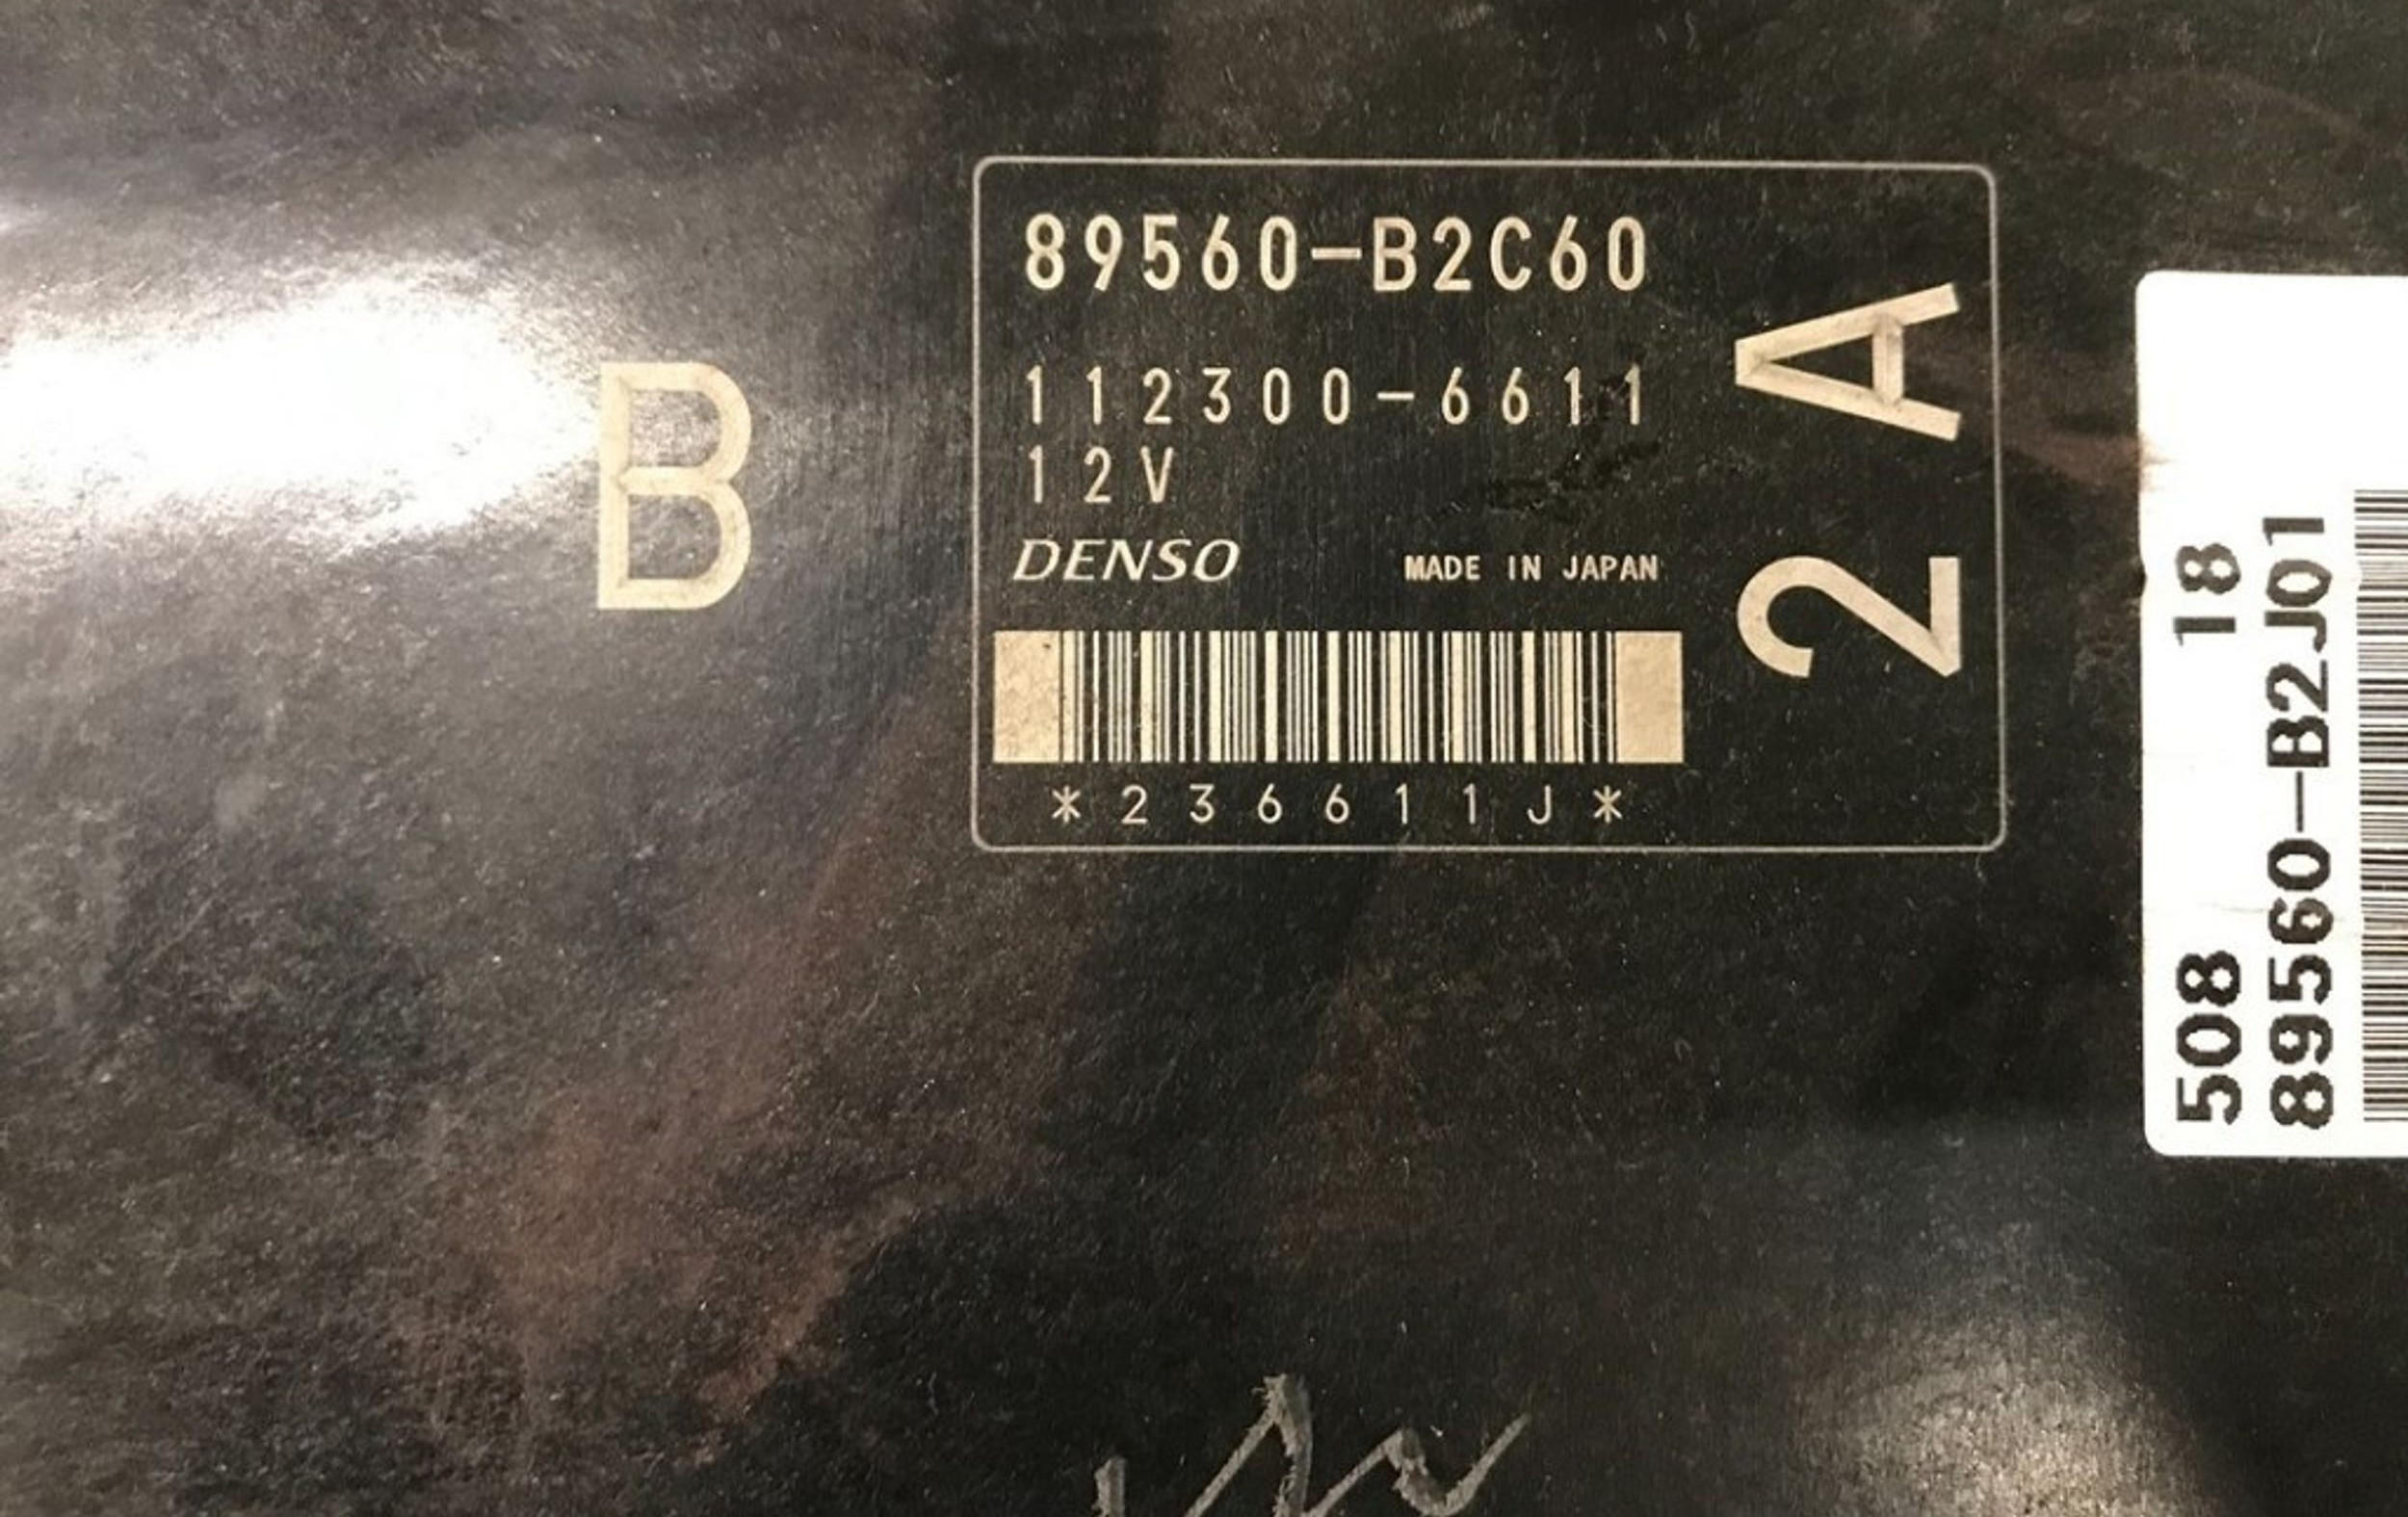 B
89560-B2C60
112300-6611
12V
DENSO MADE IN JAPAN
*236611J*
2A
508 18
89560-B2J01